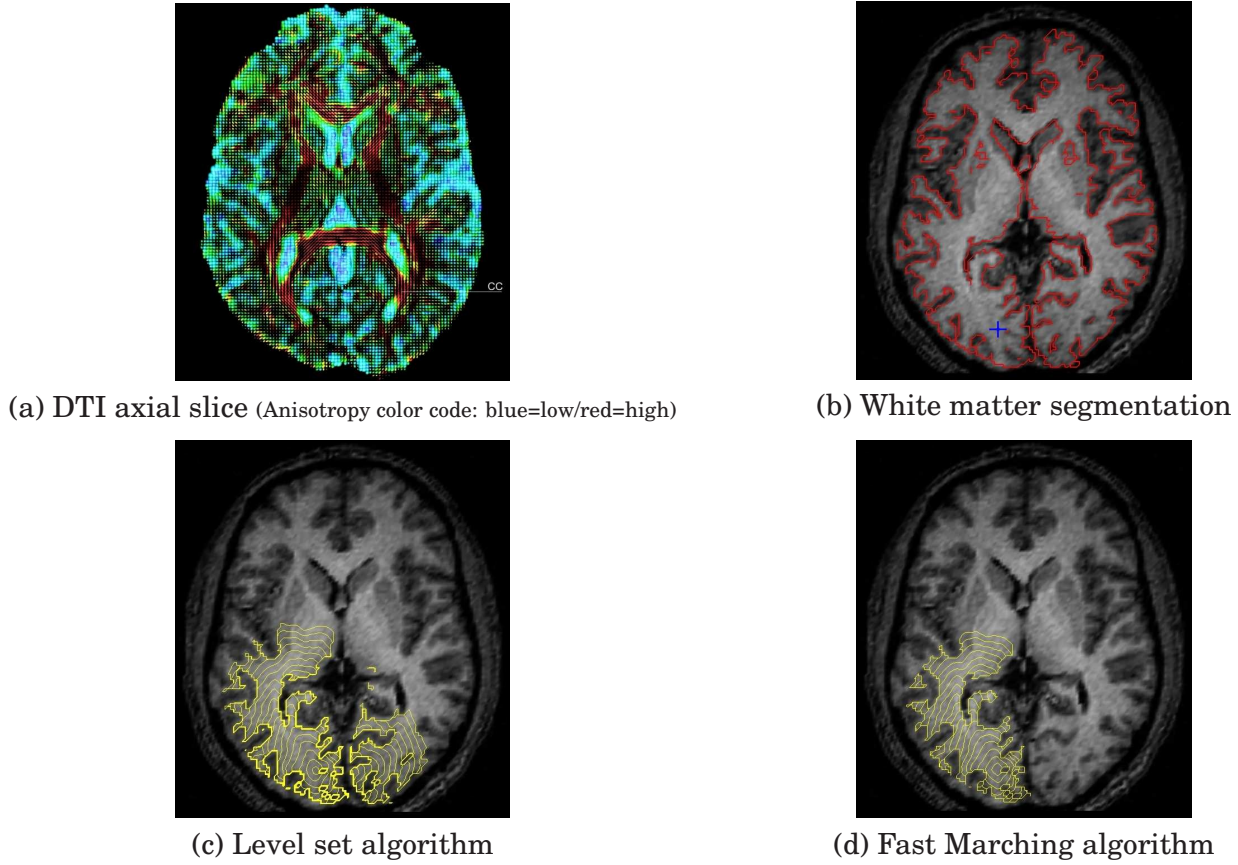 CC
(a) DTI axial slice (Anisotropy color code: blue=low/red=high)
(b) White matter segmentation
(c) Level set algorithm
(d) Fast Marching algorithm